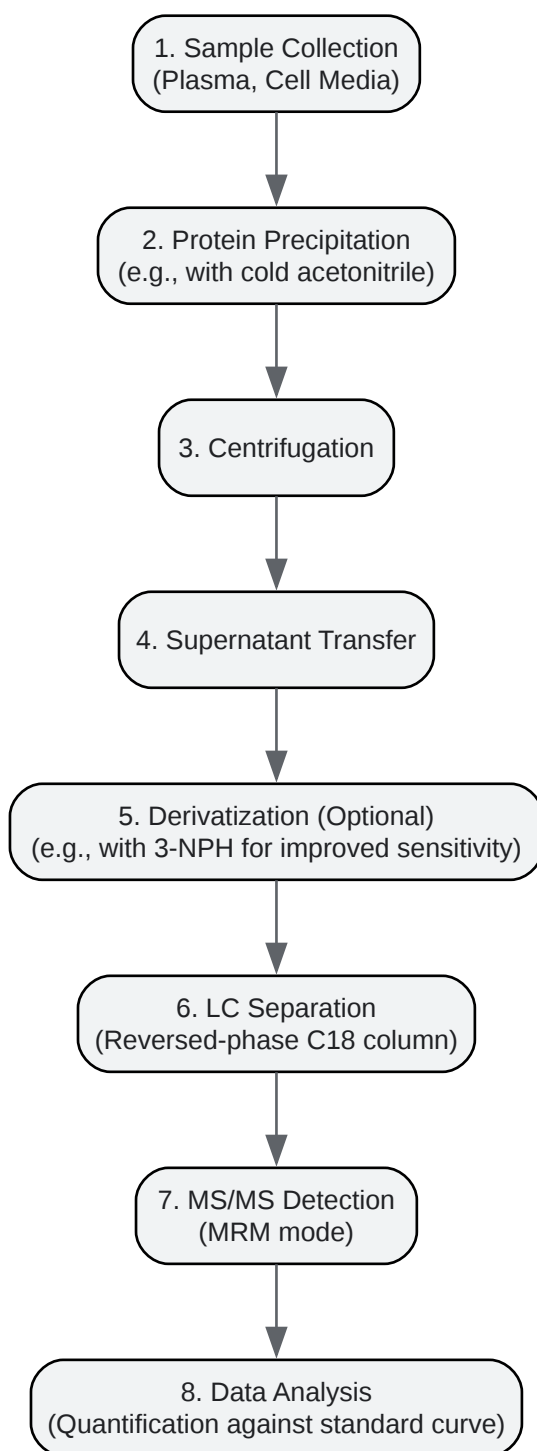 1. Sample Collection
(Plasma, Cell Media)
2. Protein Precipitation
(e.g., with cold acetonitrile)
3. Centrifugation
4. Supernatant Transfer
5. Derivatization (Optional)
(e.g., with 3-NPH for improved sensitivity)
6. LC Separation
(Reversed-phase C18 column)
7. MS/MS Detection
(MRM mode)
8. Data Analysis
(Quantification against standard curve)